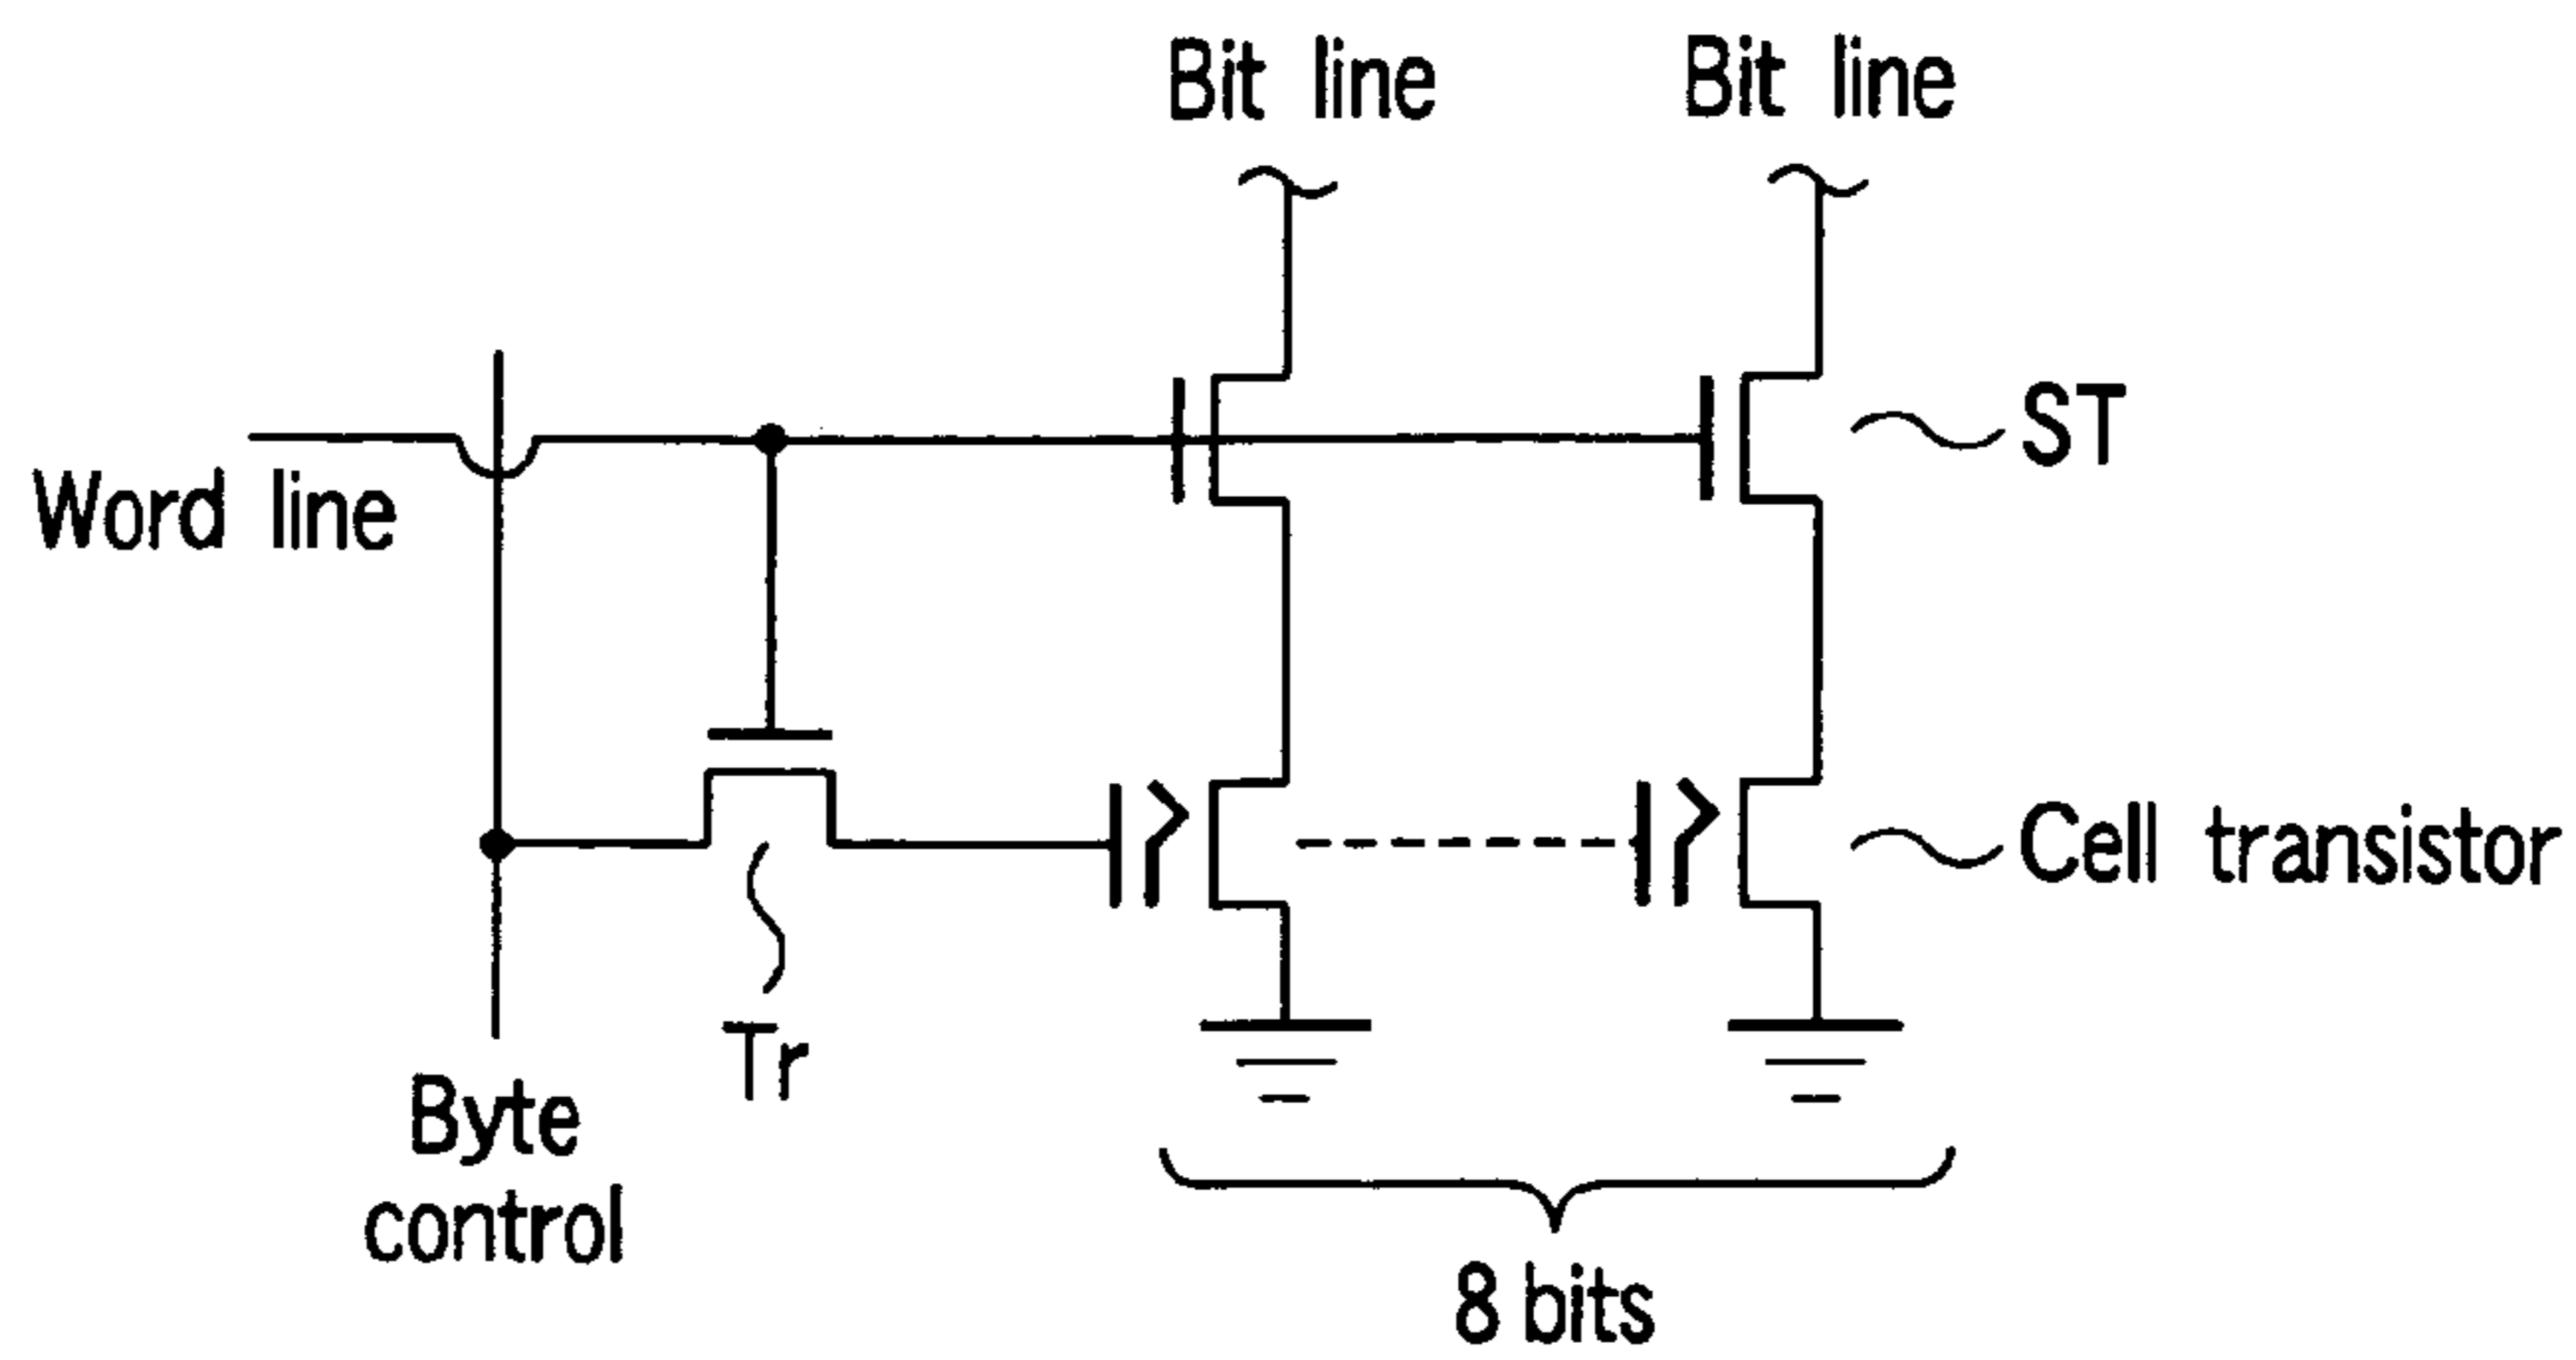 Bit line
Bit line
Word line
ST
Cell transistor
Tr
Byte
control
8 bits